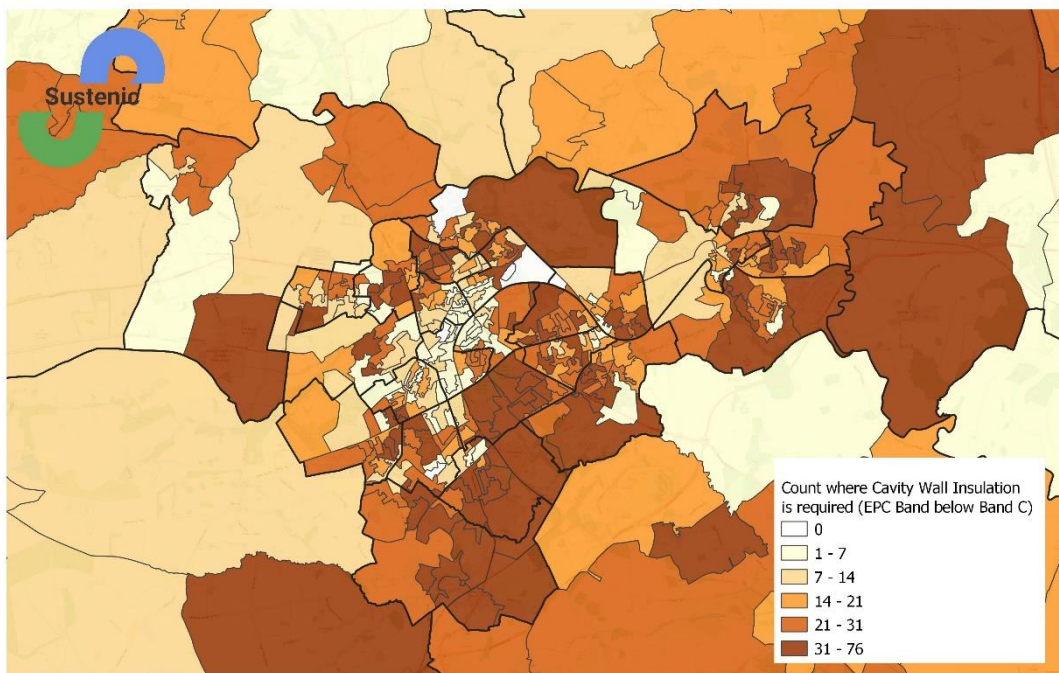 Sustenic
Count where Cavity Wall Insulation
is required (EPC Band below Band C)
0
1 - 7
7 - 14
14 - 21
21 - 31
31 - 76